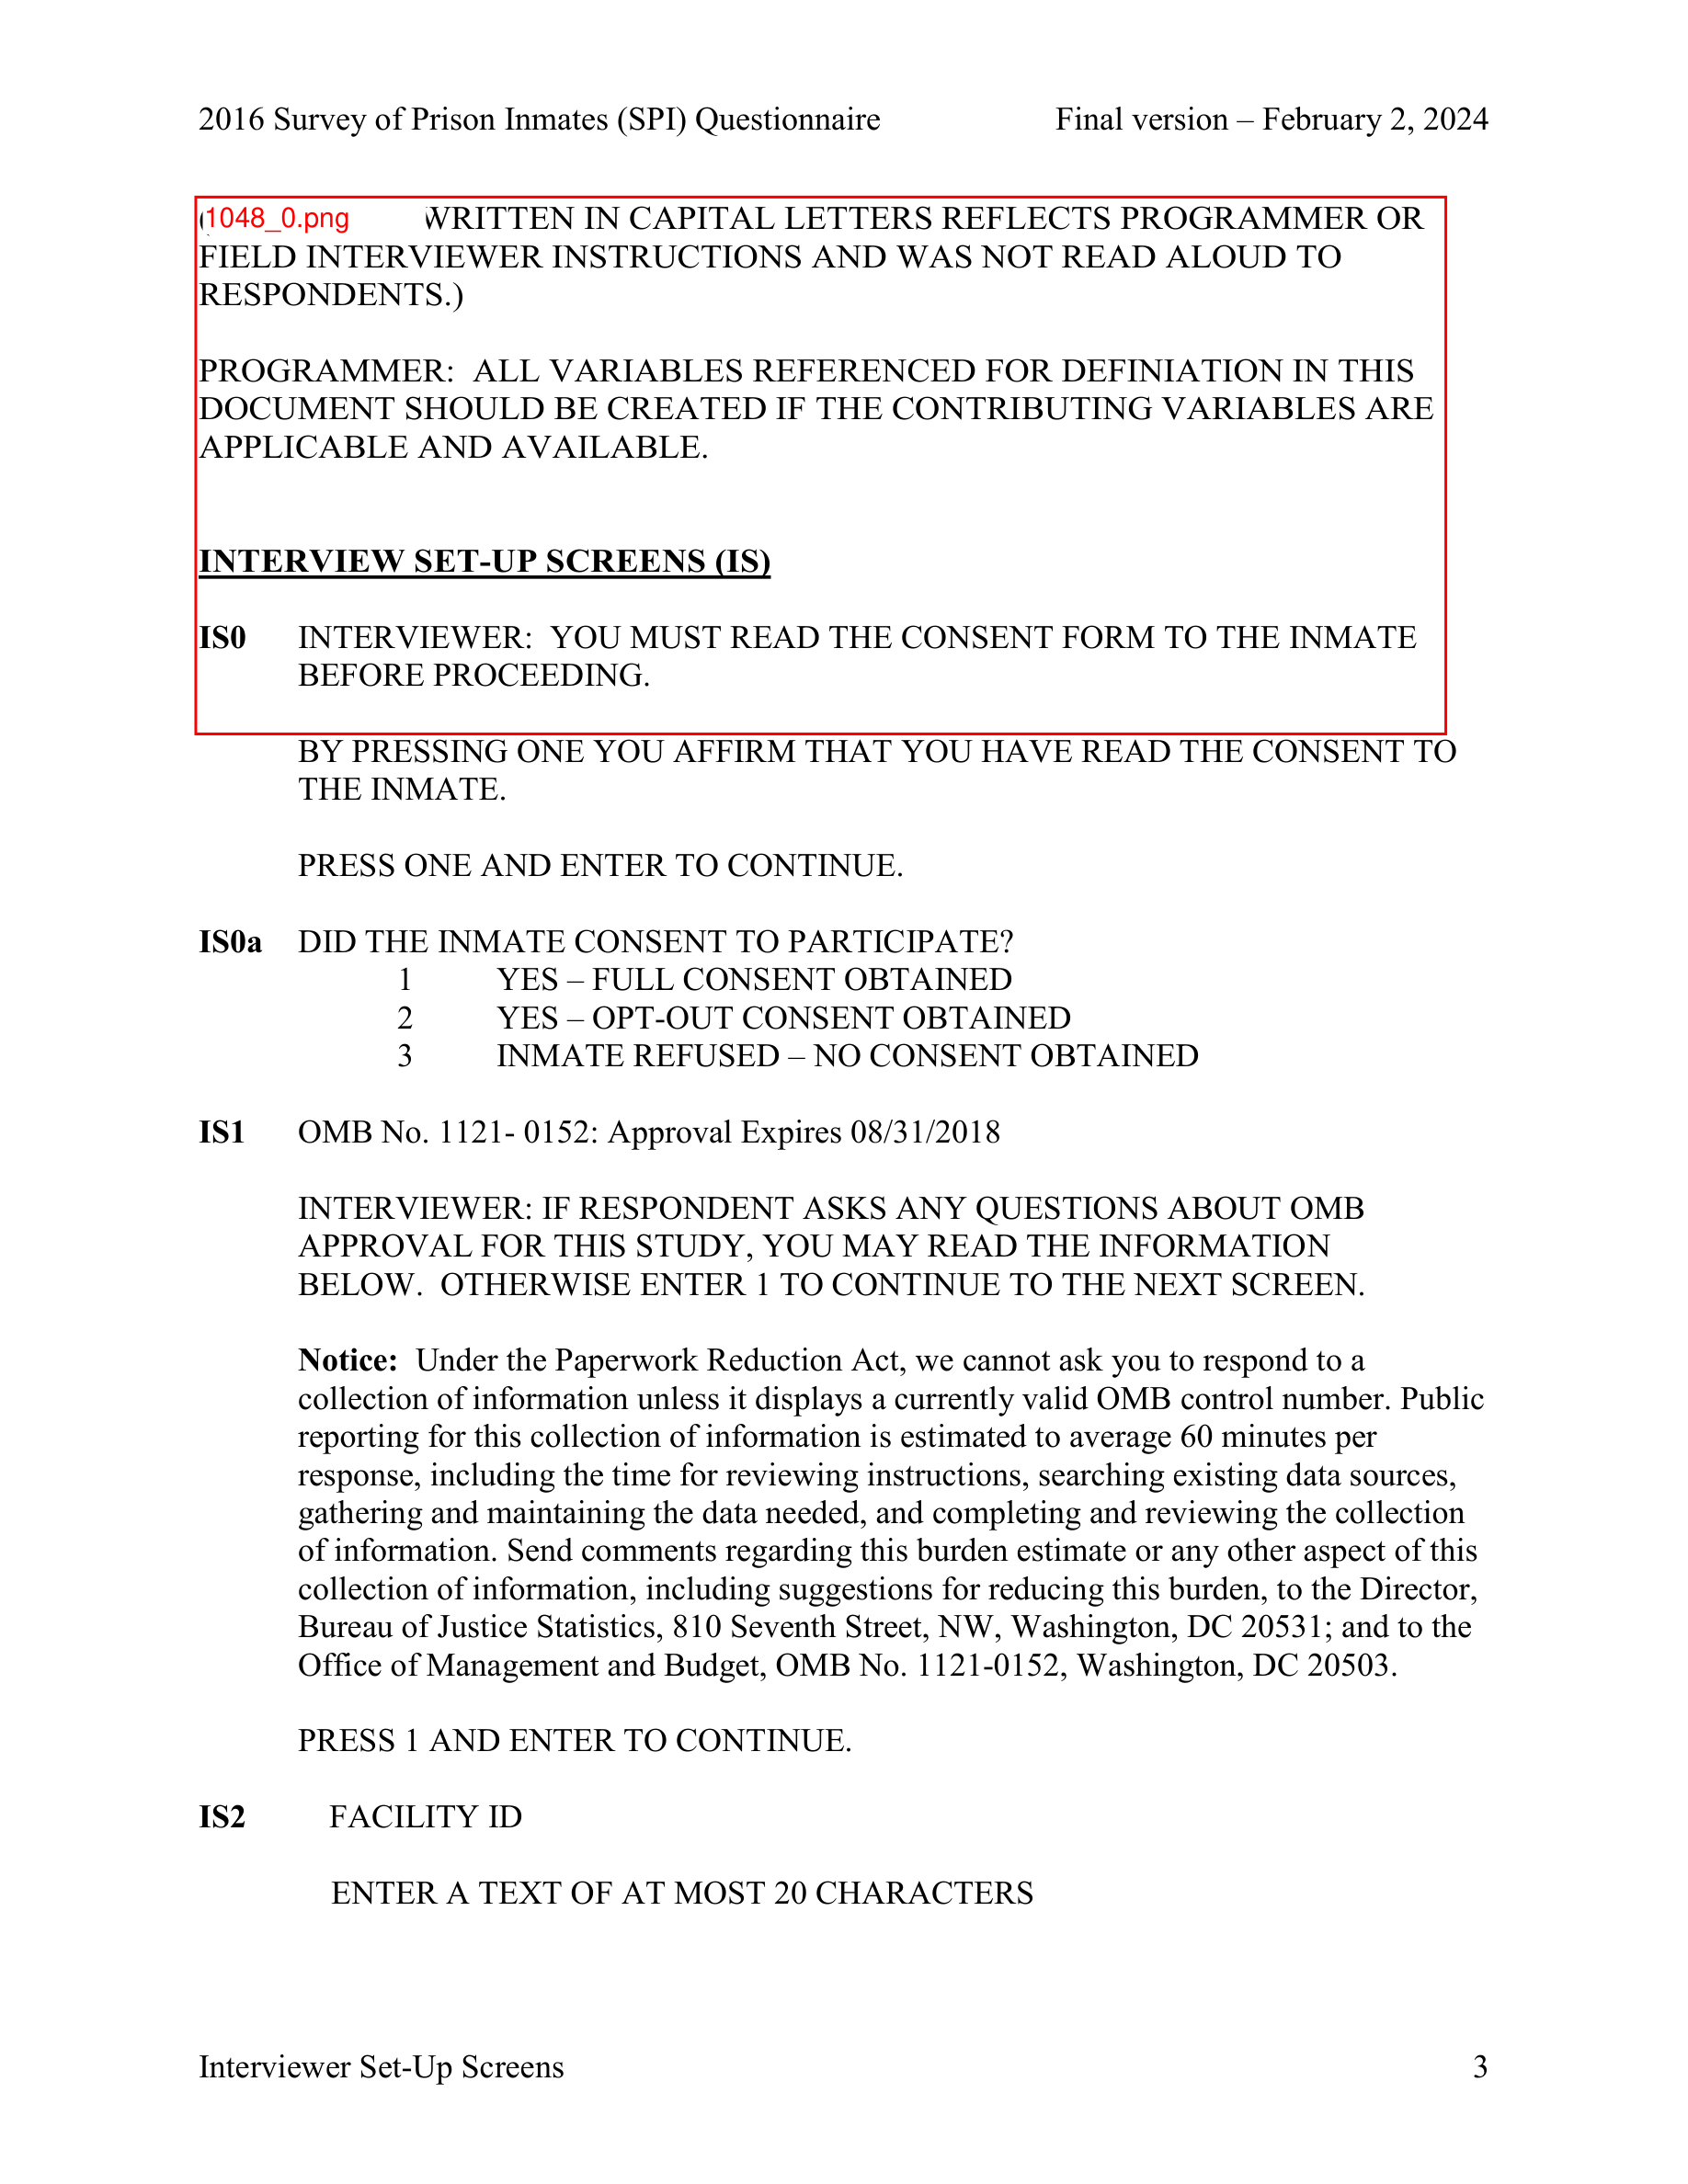 2016 Survey of Prison Inmates (SPI) Questionnaire Final version – February 2, 2024
1048_0.png WRITTEN IN CAPITAL LETTERS REFLECTS PROGRAMMER OR
FIELD INTERVIEWER INSTRUCTIONS AND WAS NOT READ ALOUD TO
RESPONDENTS.)
PROGRAMMER: ALL VARIABLES REFERENCED FOR DEFINIATION IN THIS
DOCUMENT SHOULD BE CREATED IF THE CONTRIBUTING VARIABLES ARE
APPLICABLE AND AVAILABLE.
INTERVIEW SET-UP SCREENS (IS)
IS0 INTERVIEWER: YOU MUST READ THE CONSENT FORM TO THE INMATE
BEFORE PROCEEDING.
BY PRESSING ONE YOU AFFIRM THAT YOU HAVE READ THE CONSENT TO
THE INMATE.
PRESS ONE AND ENTER TO CONTINUE.
IS0a DID THE INMATE CONSENT TO PARTICIPATE?
1 YES – FULL CONSENT OBTAINED
2 YES – OPT-OUT CONSENT OBTAINED
3 INMATE REFUSED – NO CONSENT OBTAINED
IS1 OMB No. 1121- 0152: Approval Expires 08/31/2018
INTERVIEWER: IF RESPONDENT ASKS ANY QUESTIONS ABOUT OMB
APPROVAL FOR THIS STUDY, YOU MAY READ THE INFORMATION
BELOW. OTHERWISE ENTER 1 TO CONTINUE TO THE NEXT SCREEN.
Notice: Under the Paperwork Reduction Act, we cannot ask you to respond to a
collection of information unless it displays a currently valid OMB control number. Public
reporting for this collection of information is estimated to average 60 minutes per
response, including the time for reviewing instructions, searching existing data sources,
gathering and maintaining the data needed, and completing and reviewing the collection
of information. Send comments regarding this burden estimate or any other aspect of this
collection of information, including suggestions for reducing this burden, to the Director,
Bureau of Justice Statistics, 810 Seventh Street, NW, Washington, DC 20531; and to the
Office of Management and Budget, OMB No. 1121-0152, Washington, DC 20503.
PRESS 1 AND ENTER TO CONTINUE.
IS2 FACILITY ID
ENTER A TEXT OF AT MOST 20 CHARACTERS
Interviewer Set-Up Screens 3